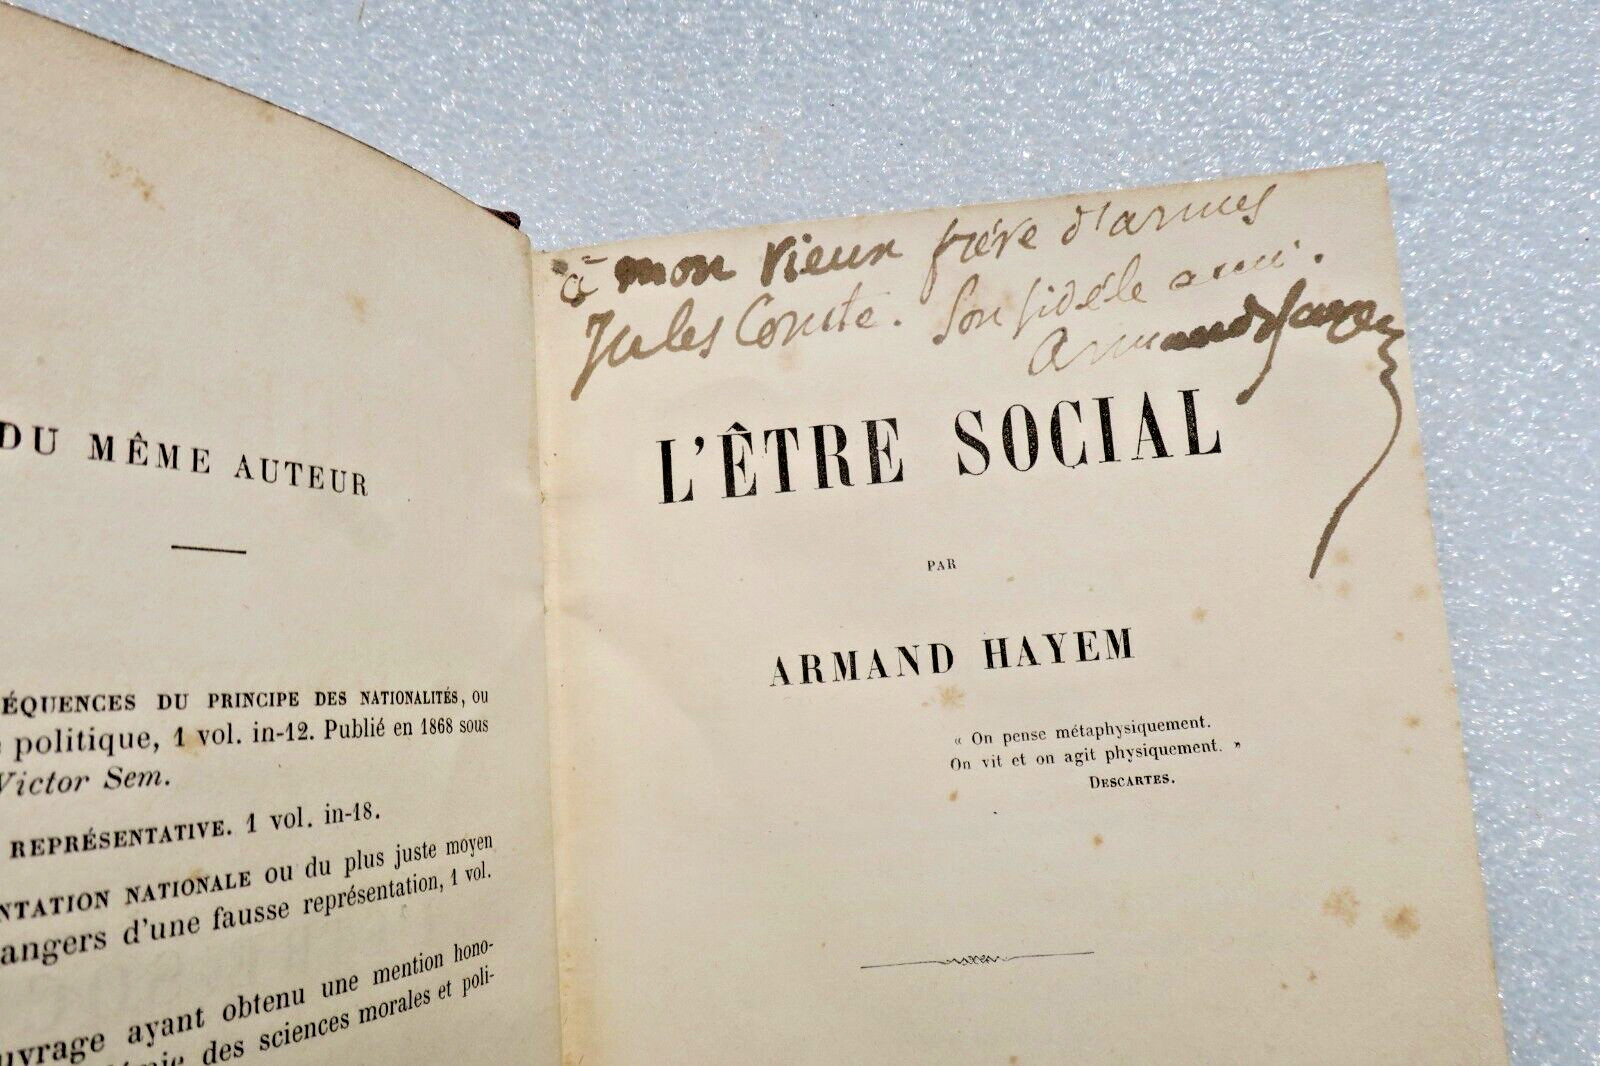 DU MÊME AUTEUR
ÉQUENCES DU PRINCIPE DES NATIONALITÉS, ou
politique, 1 vol. in-12. Publié en 1868 sous
Victor Sem.
REPRÉSENTATIVE. 1 vol. in-18.
NTATION NATIONALE ou du plus juste moyen
angers d'une fausse représentation, 1 vol.
uvrage ayant obtenu une mention hono-
des sciences morales et poli-
à mon vieux frère d'armes
Jules Comte. Son fidèle ami.
Armand Hayem
L'ÊTRE SOCIAL
PAR
ARMAND HAYEM
« On pense métaphysiquement.
On vit et on agit physiquement. »
DESCARTES.